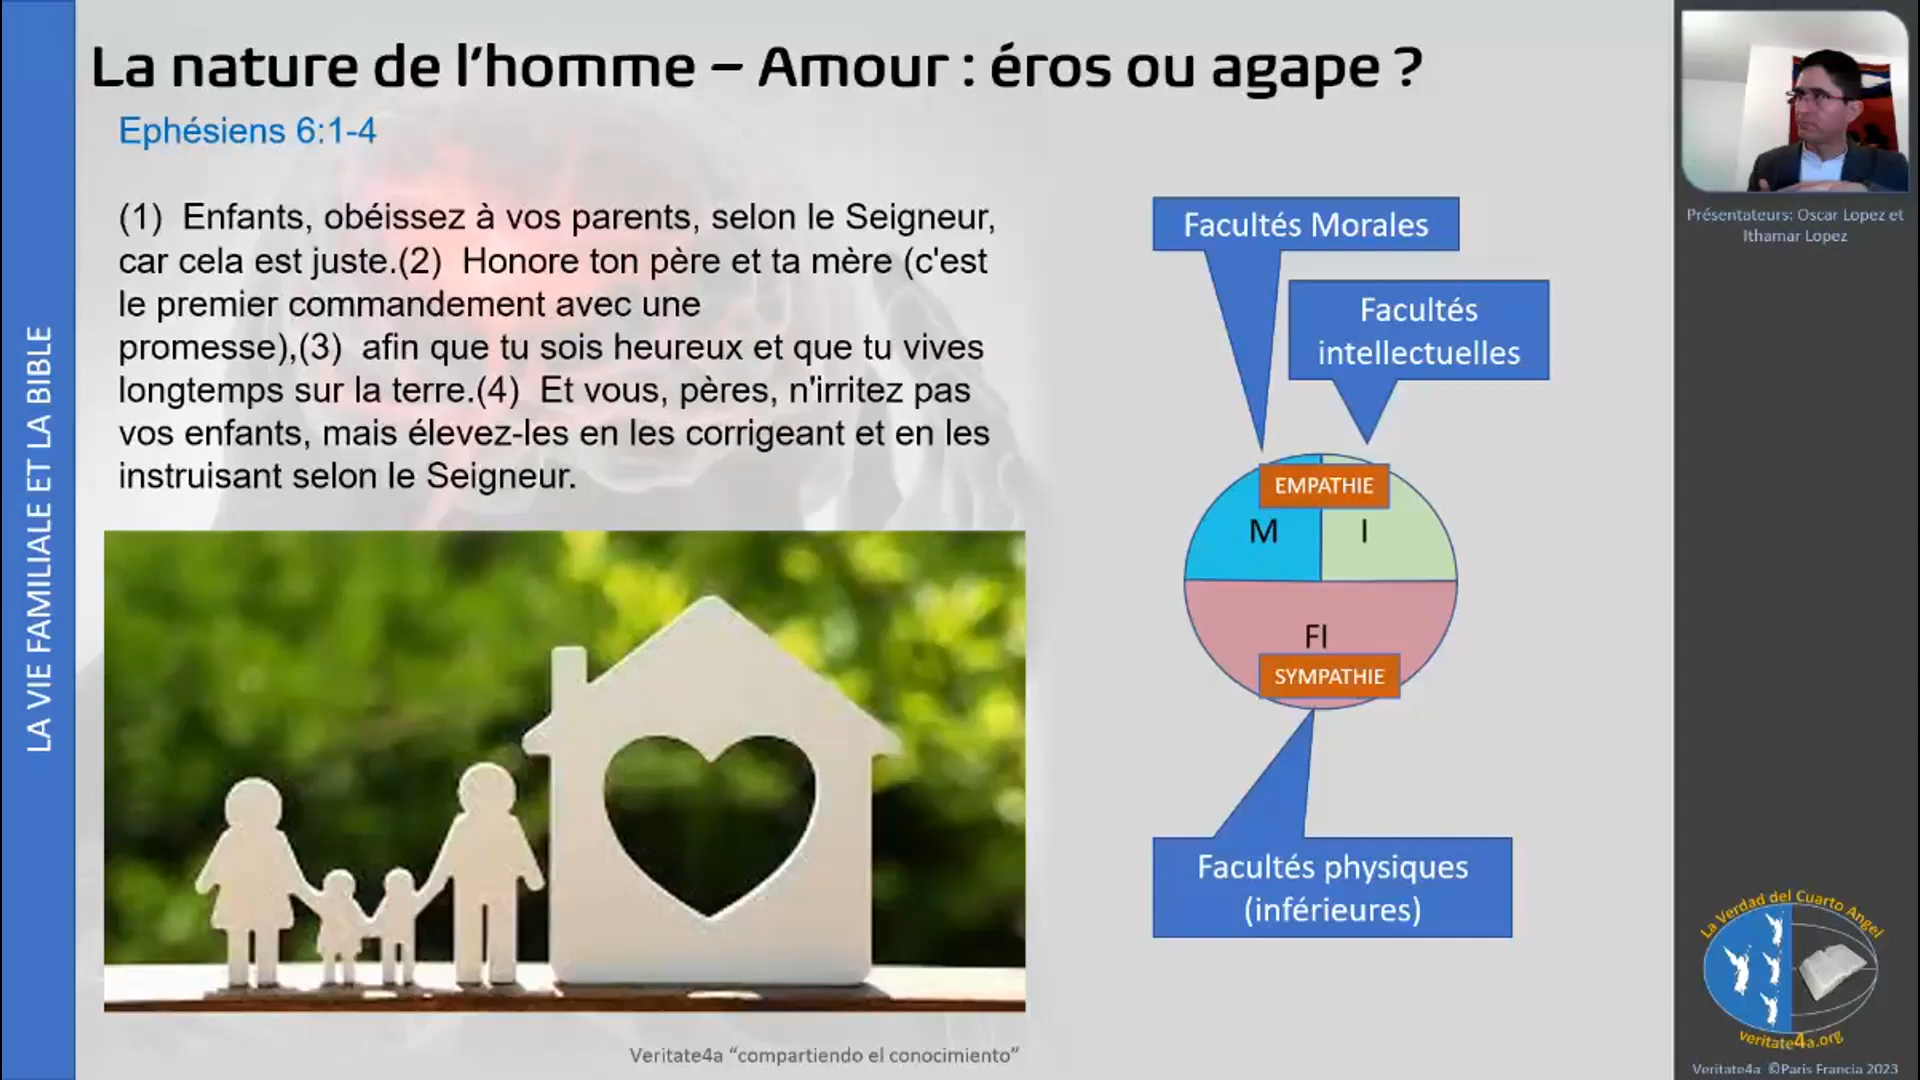 La nature de l'homme – Amour : éros ou agape ?
Ephésiens 6:1-4
(1)  Enfants, obéissez à vos parents, selon le Seigneur,
car cela est juste.(2)  Honore ton père et ta mère (c'est
le premier commandement avec une
promesse),(3)  afin que tu sois heureux et que tu vives
longtemps sur la terre.(4)  Et vous, pères, n'irritez pas
vos enfants, mais élevez-les en les corrigeant et en les
instruisant selon le Seigneur.
LA VIE FAMILIALE ET LA BIBLE
Facultés Morales
Facultés
intellectuelles
EMPATHIE
M
I
FI
SYMPATHIE
Facultés physiques
(inférieures)
Veritate4a “compartiendo el conocimiento”
Présentateurs: Oscar Lopez et
Ithamar Lopez
La Verdad del Cuarto Angel
veritate4a.org
Veritate4a ©Paris Francia 2023